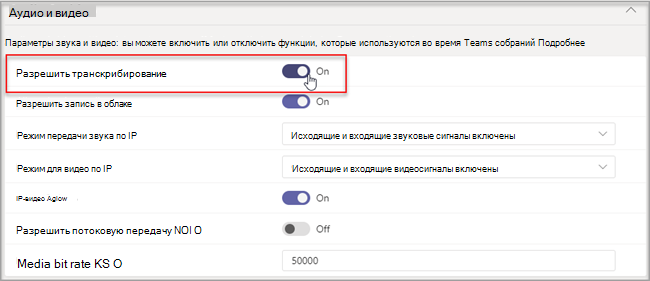 Аудио и видео
Параметры звука и видео: вы можете включить или отключить функции, которые используются во время Teams собраний Подробнее
Разрешить транскрибирование On
Разрешить запись в облаке On
Режим передачи звука по IP Исходящие и входящие звуковые сигналы включены
Режим для видео по IP Исходящие и входящие видеосигналы включены
IP-видео Aglow On
Разрешить потоковую передачу NOI O Off
Media bit rate KS O 50000